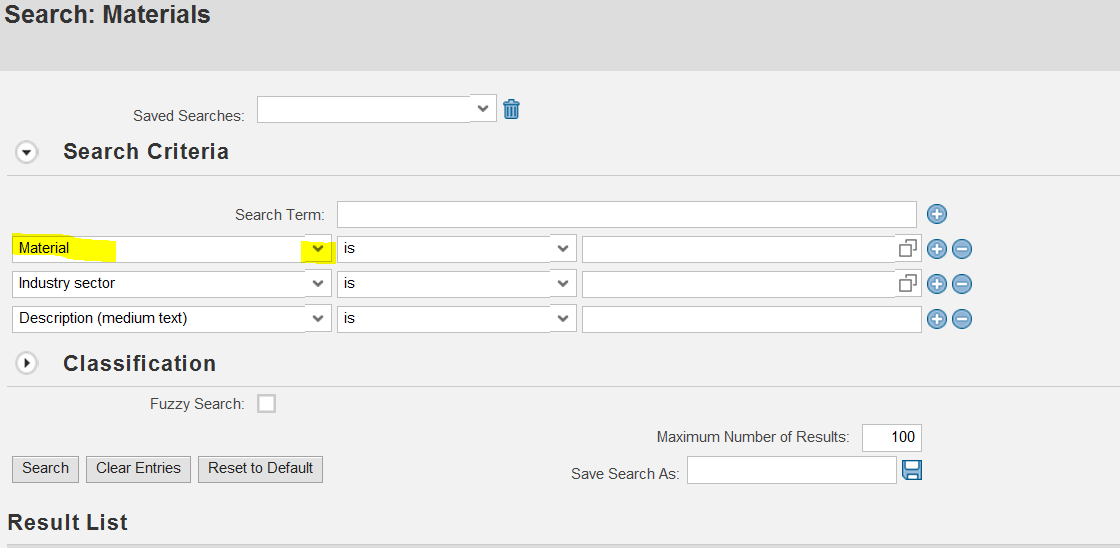 Search: Materials
Saved Searches:
Search Criteria
Search Term:
Material is
Industry sector is
Description (medium text) is
Classification
Fuzzy Search:
Maximum Number of Results: 100
Search Clear Entries Reset to Default Save Search As:
Result List